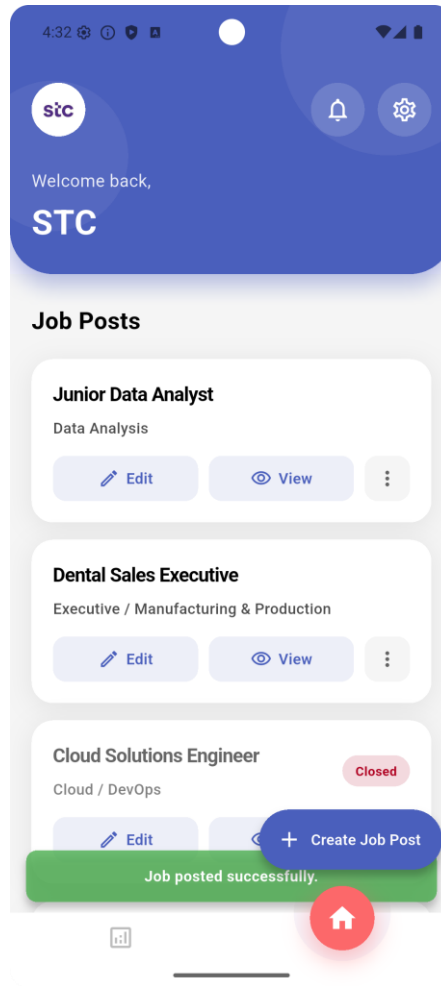 4:32
stc
Welcome back,
STC
Job Posts
Junior Data Analyst
Data Analysis
Edit
View
Dental Sales Executive
Executive / Manufacturing & Production
Edit
View
Cloud Solutions Engineer
Closed
Cloud / DevOps
Edit
Create Job Post
Job posted successfully.